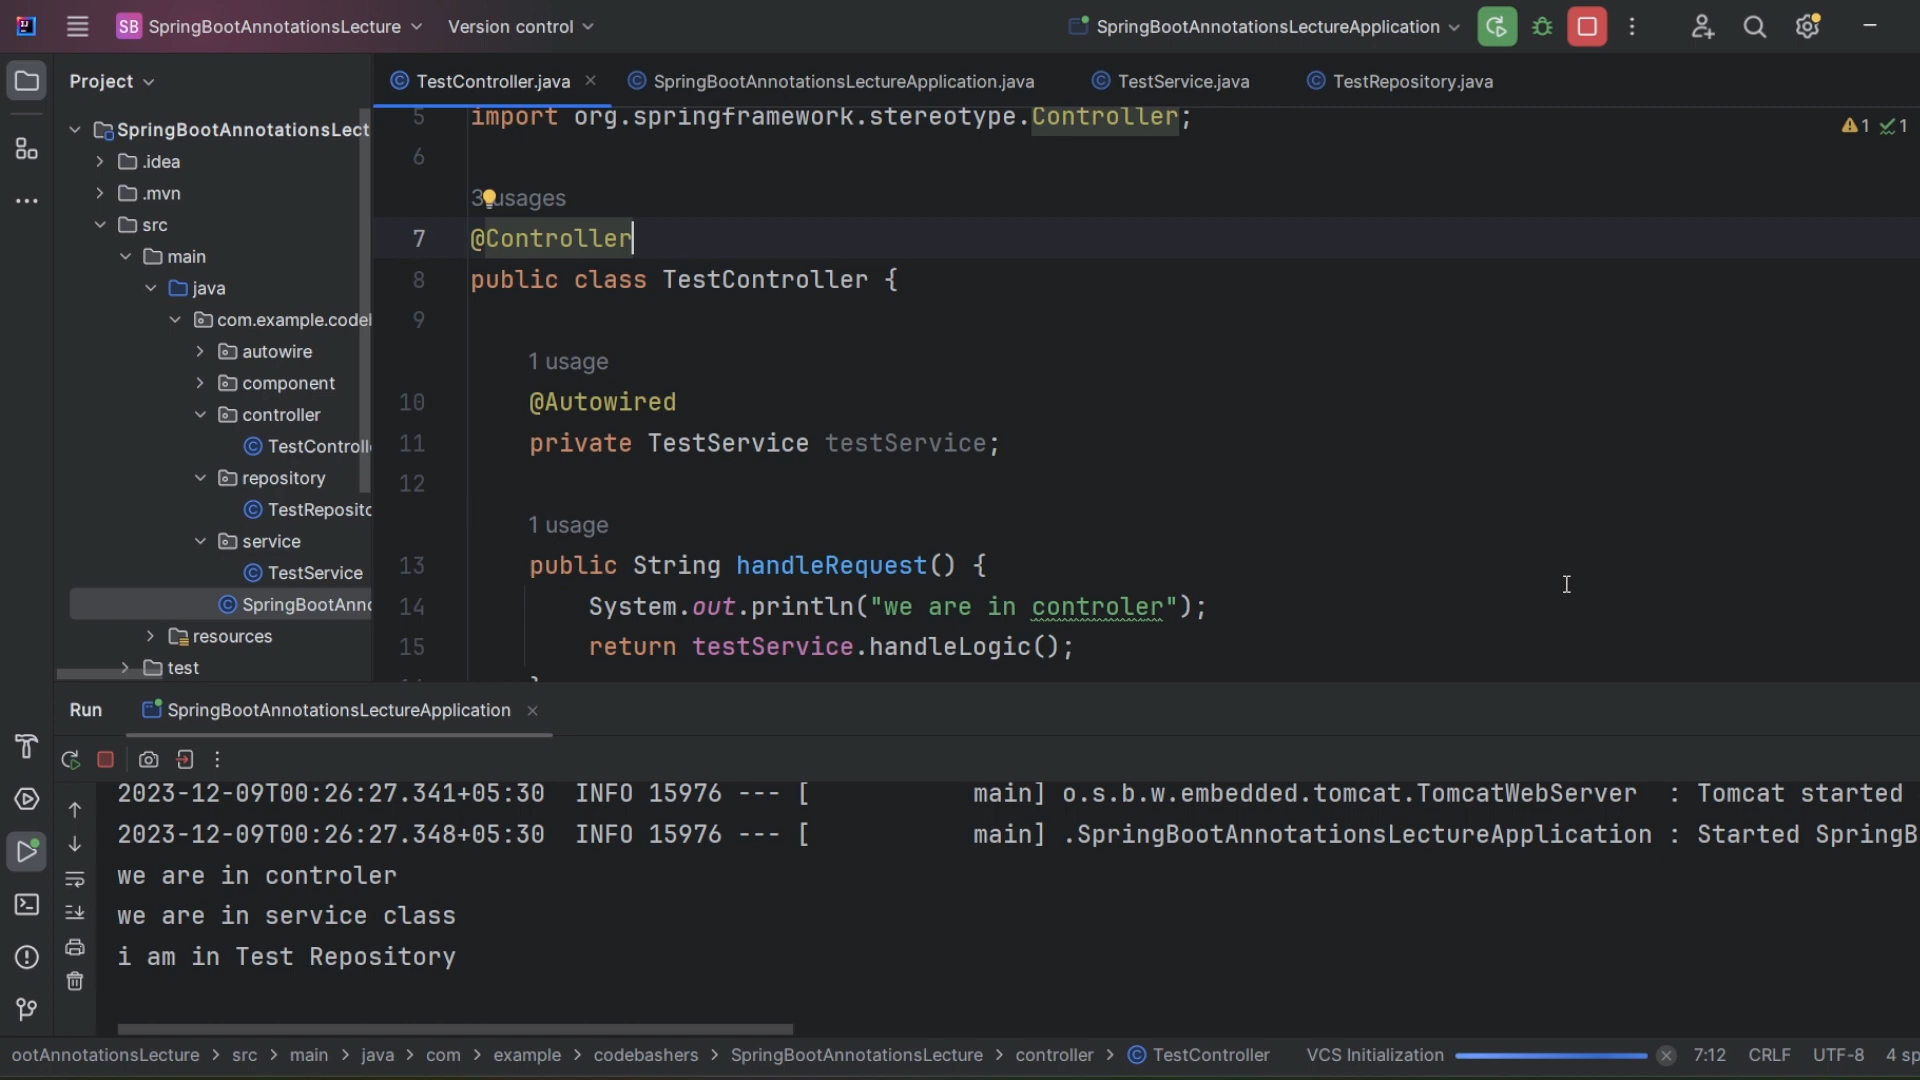 SB SpringBootAnnotationsLecture Version control SpringBootAnnotationsLectureApplication
Project
TestController.java SpringBootAnnotationsLectureApplication.java TestService.java TestRepository.java
SpringBootAnnotationsLect
.idea
.mvn
src
main
java
com.example.codel
autowire
component
controller
TestControll
repository
TestReposito
service
TestService
SpringBootAnno
resources
test
5 import org.springframework.stereotype.Controller;
6
3 usages
7 @Controller
8 public class TestController {
9
1 usage
10 @Autowired
11 private TestService testService;
12
1 usage
13 public String handleRequest() {
14 System.out.println("we are in controler");
15 return testService.handleLogic();
}
1 1
Run SpringBootAnnotationsLectureApplication
2023-12-09T00:26:27.341+05:30 INFO 15976 --- [ main] o.s.b.w.embedded.tomcat.TomcatWebServer : Tomcat started
2023-12-09T00:26:27.348+05:30 INFO 15976 --- [ main] .SpringBootAnnotationsLectureApplication : Started SpringB
we are in controler
we are in service class
i am in Test Repository
ootAnnotationsLecture > src > main > java > com > example > codebashers > SpringBootAnnotationsLecture > controller > TestController VCS Initialization 7:12 CRLF UTF-8 4 sp